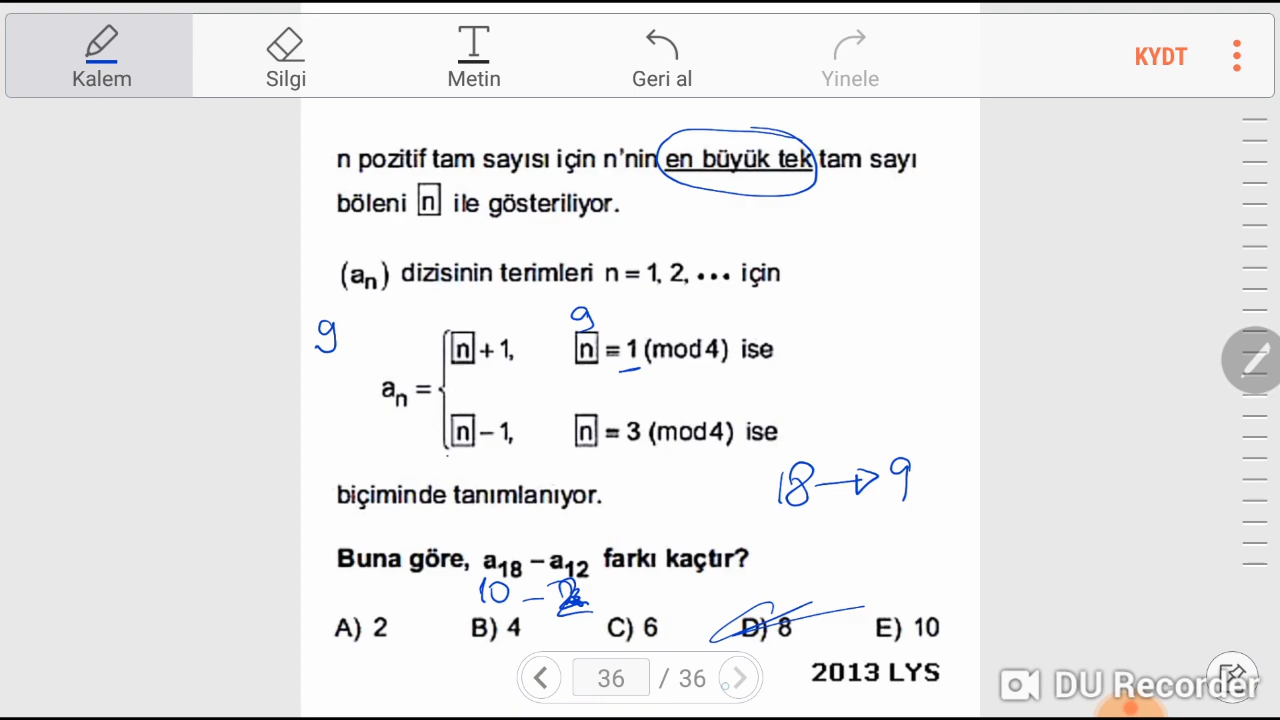 Kalem Silgi Metin Geri al Yinele KYDT
n pozitif tam sayısı için n'nin en büyük tek tam sayı
böleni n ile gösteriliyor.
(an) dizisinin terimleri n = 1, 2, ••• için
9
9
n + 1, n ≡ 1 (mod 4) ise
an =
n − 1, n ≡ 3 (mod 4) ise
18 → 9
biçiminde tanımlanıyor.
Buna göre, a18 − a12 farkı kaçtır?
10 − 2
A) 2 B) 4 C) 6 D) 8 E) 10
36 / 36
2013 LYS
DU Recorder